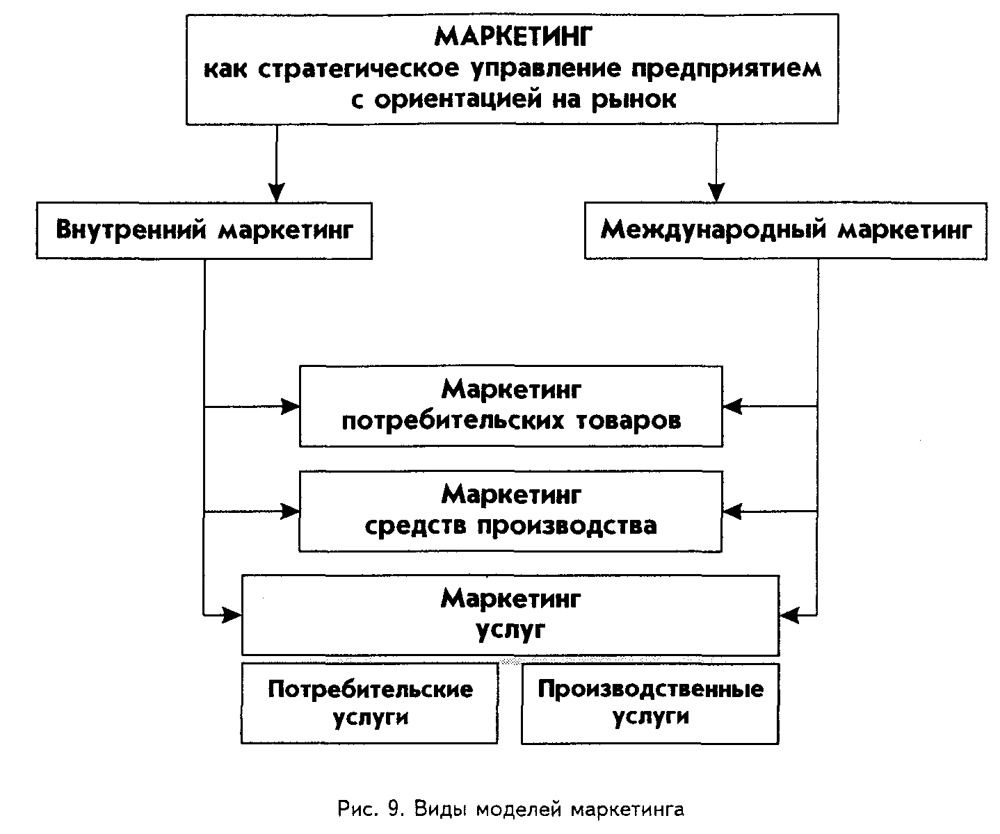 МАРКЕТИНГ
как стратегическое управление предприятием
с ориентацией на рынок
Внутренний маркетинг
Международный маркетинг
Маркетинг
потребительских товаров
Маркетинг
средств производства
Маркетинг
услуг
Потребительские
услуги
Производственные
услуги
Рис. 9. Виды моделей маркетинга